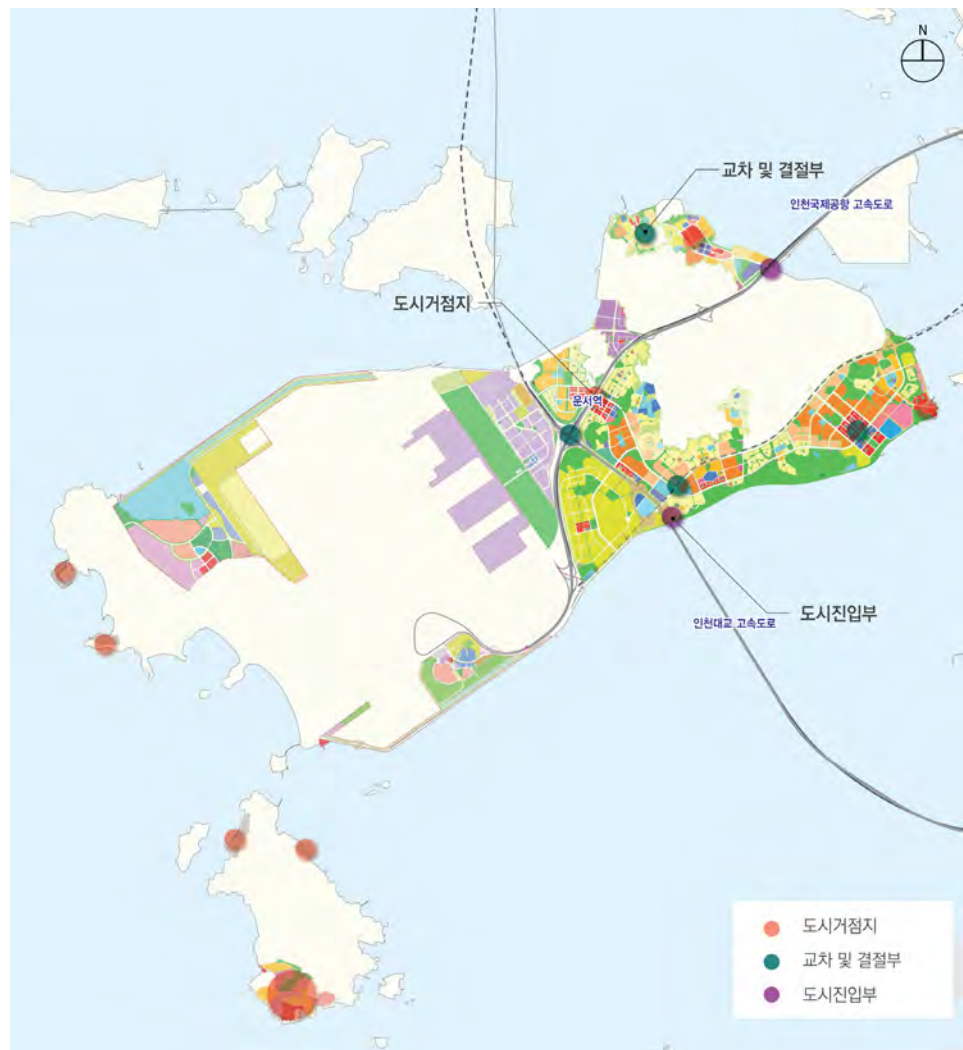 N
교차 및 결절부
인천국제공항 고속도로
도시거점지
운서역
도시진입부
인천대교 고속도로
도시거점지
교차 및 결절부
도시진입부